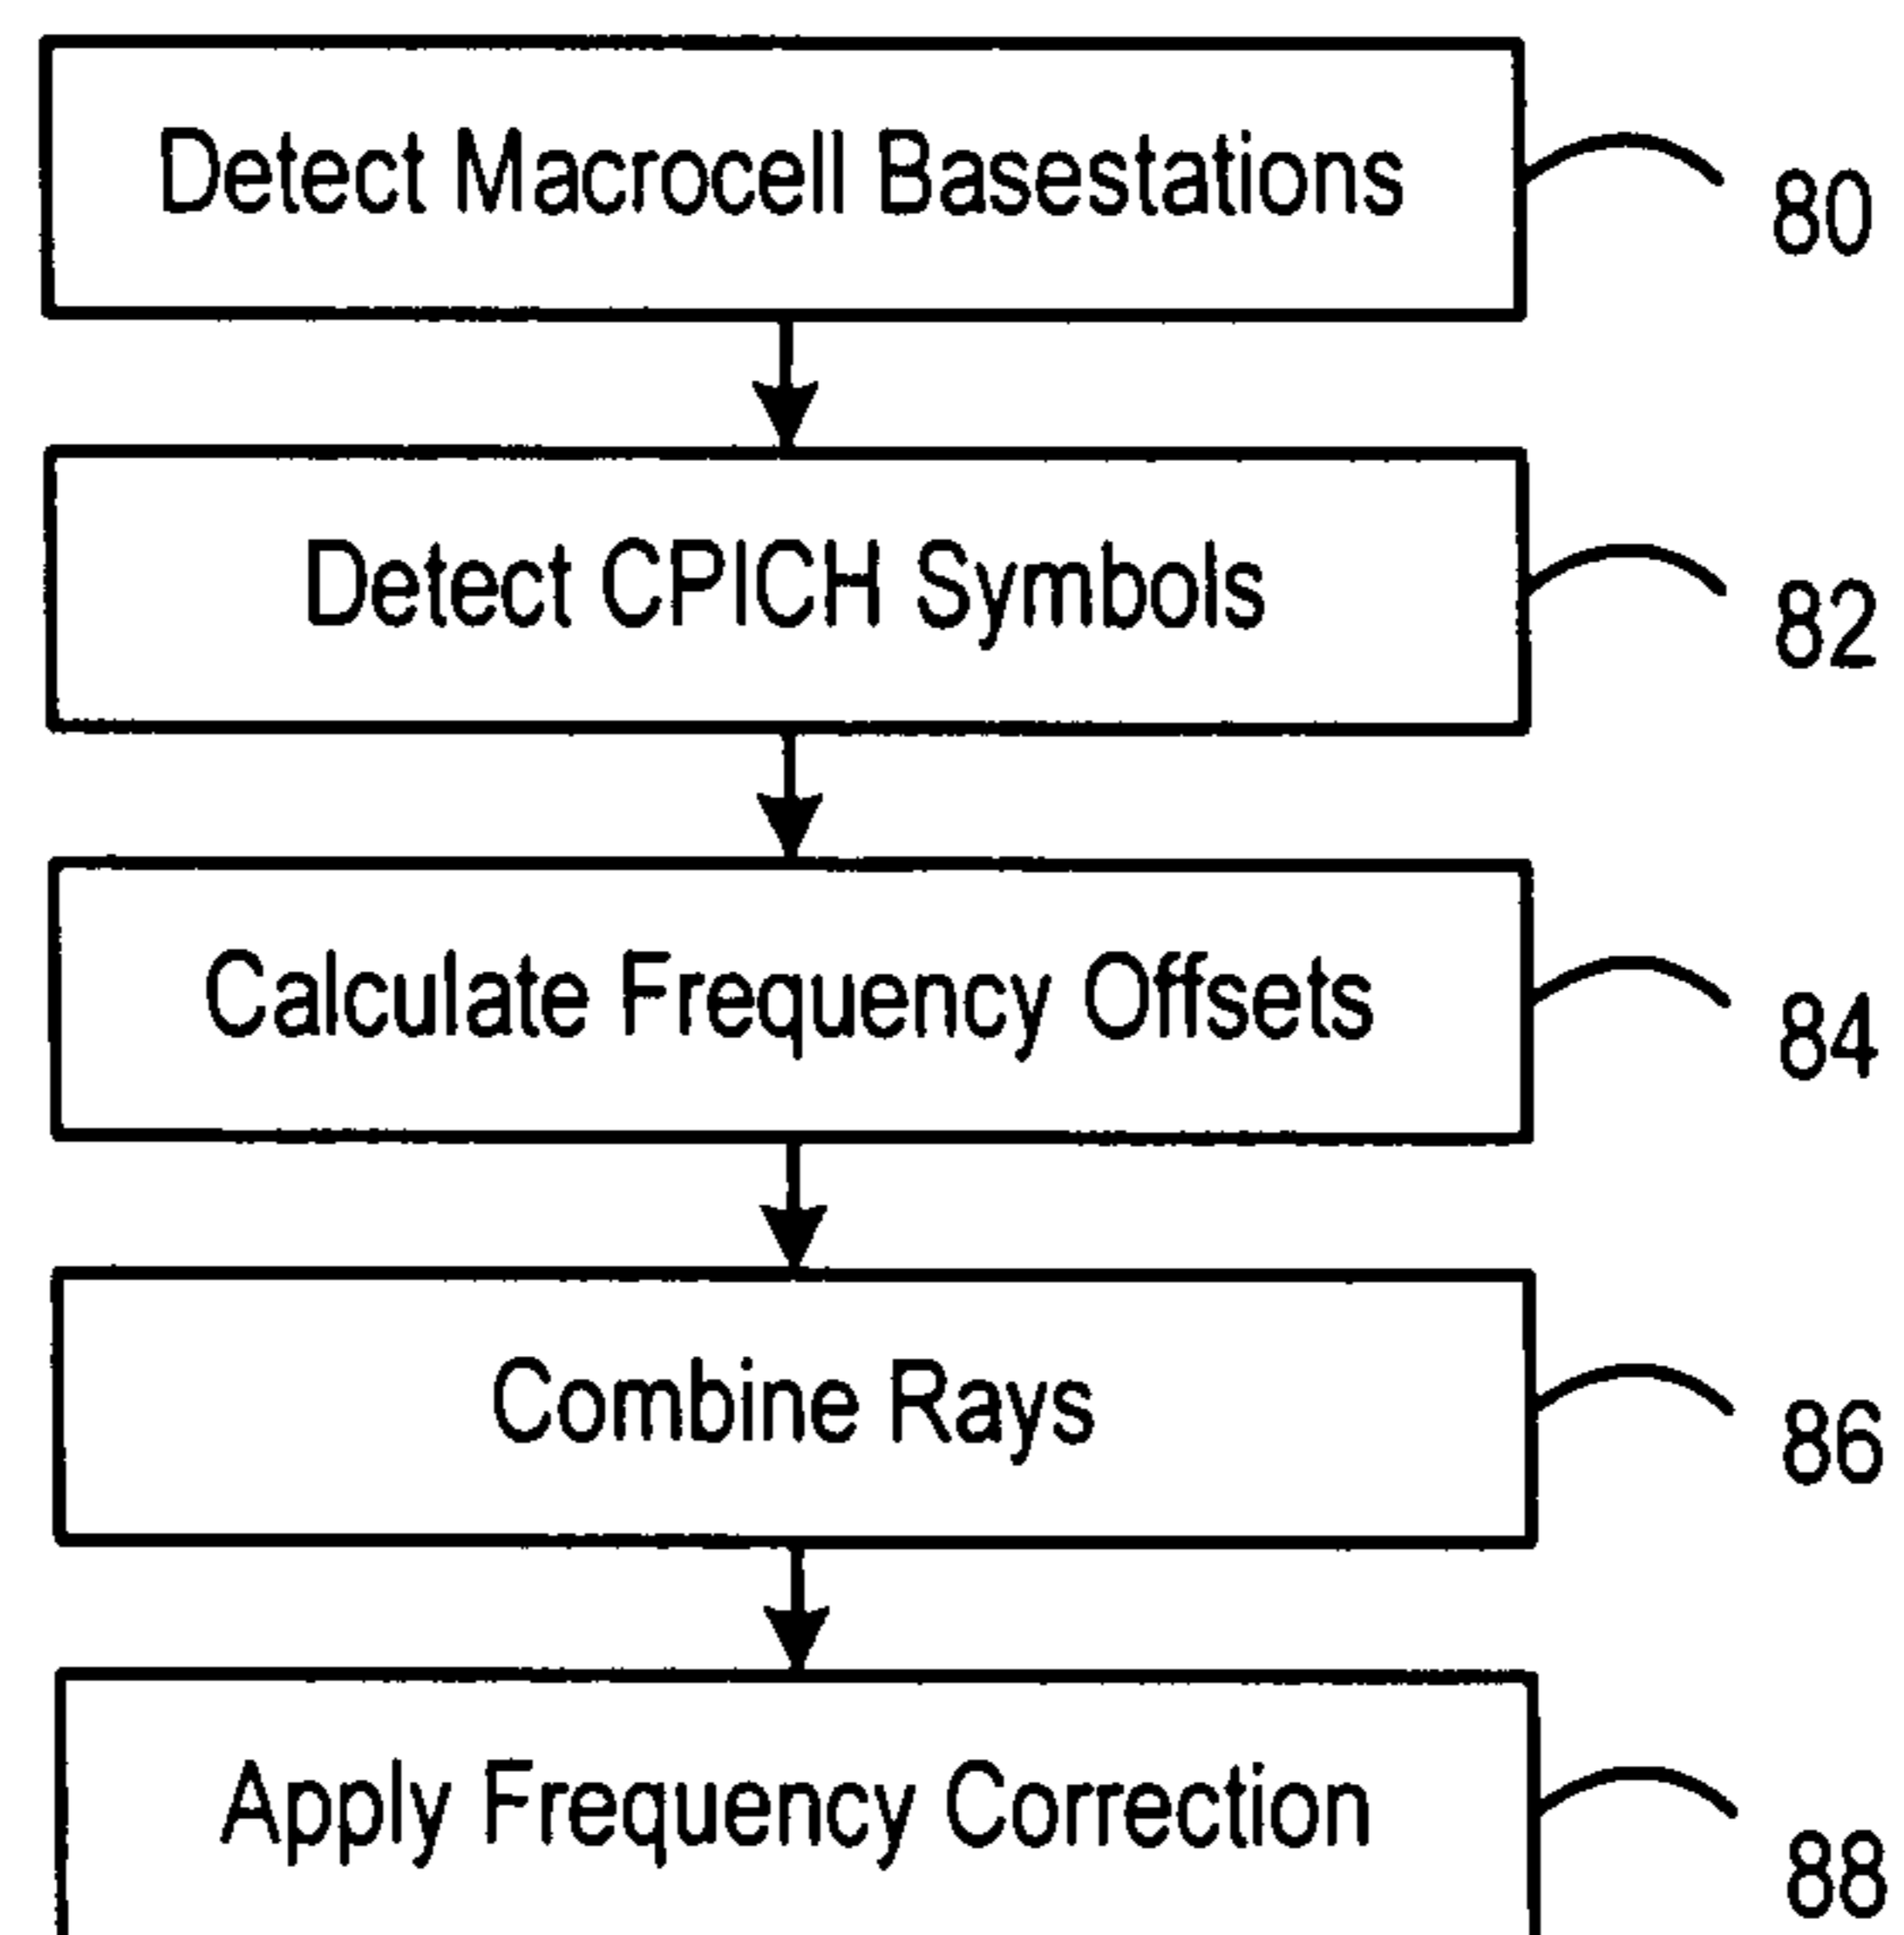 Detect Macrocell Basestations
80
Detect CPICH Symbols
82
Calculate Frequency Offsets
84
Combine Rays
86
Apply Frequency Correction
88